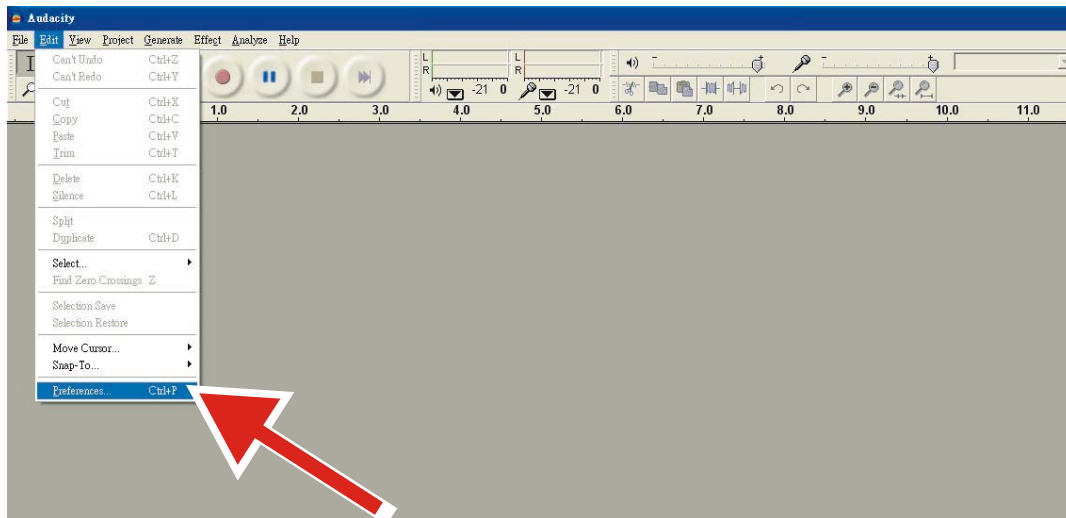 Audacity
File Edit View Project Generate Effect Analyze Help
Can't Undo Ctrl+Z
Can't Redo Ctrl+Y
Cut Ctrl+X
Copy Ctrl+C
Paste Ctrl+V
Trim Ctrl+T
Delete Ctrl+K
Silence Ctrl+L
Split
Duplicate Ctrl+D
Select...
Find Zero Crossings Z
Selection Save
Selection Restore
Move Cursor...
Snap-To...
Preferences... Ctrl+P
L
R
-21 0
L
R
-21 0
1.0 2.0 3.0 4.0 5.0 6.0 7.0 8.0 9.0 10.0 11.0